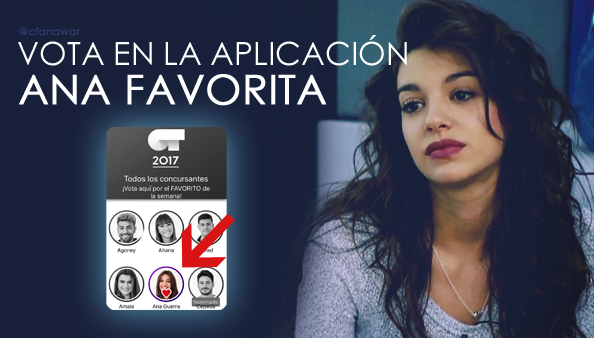 @cfanawar
VOTA EN LA APLICACIÓN
ANA FAVORITA
OT
2017
Todos los concursantes
¡Vota aquí por el FAVORITO de
la semana!
Agoney
Aitana
Amaia
Ana Guerra
Nominado
Cepeda